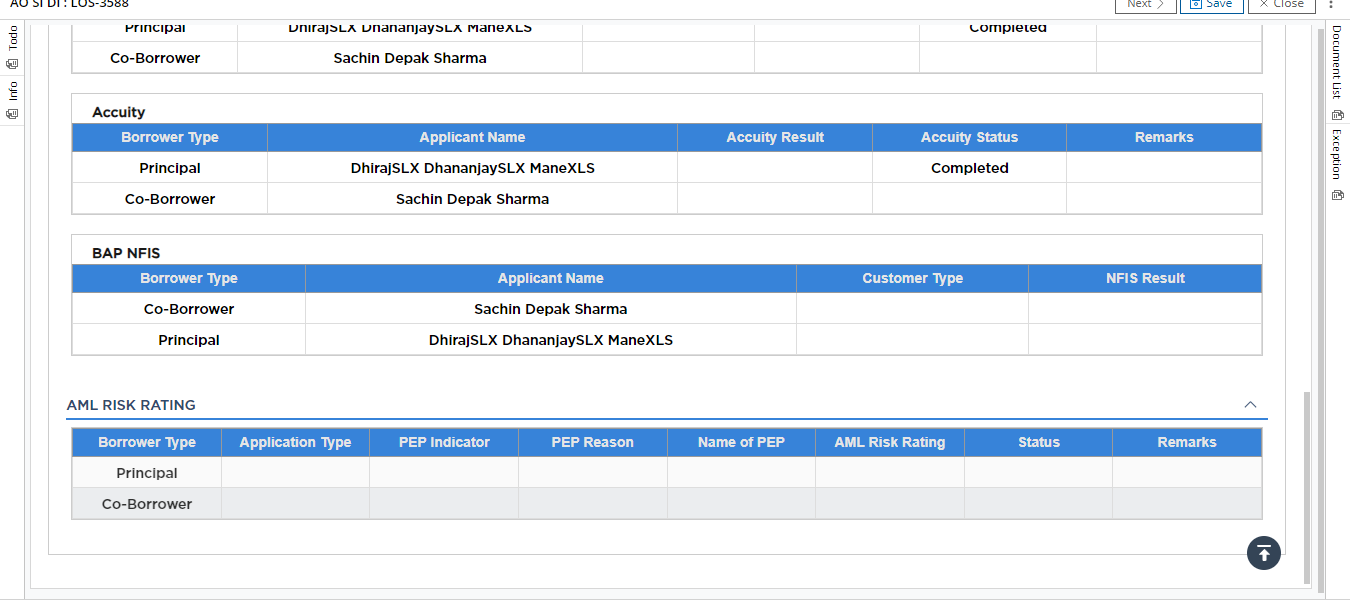 AO SI DI : LOS-3588
Next
Save
Close
Todo
Info
Document List
Exception
Principal DhirajSLX DhananjaySLX ManeXLS Completed
Co-Borrower Sachin Depak Sharma
Accuity
Borrower Type Applicant Name Accuity Result Accuity Status Remarks
Principal DhirajSLX DhananjaySLX ManeXLS Completed
Co-Borrower Sachin Depak Sharma
BAP NFIS
Borrower Type Applicant Name Customer Type NFIS Result
Co-Borrower Sachin Depak Sharma
Principal DhirajSLX DhananjaySLX ManeXLS
AML RISK RATING
Borrower Type Application Type PEP Indicator PEP Reason Name of PEP AML Risk Rating Status Remarks
Principal
Co-Borrower